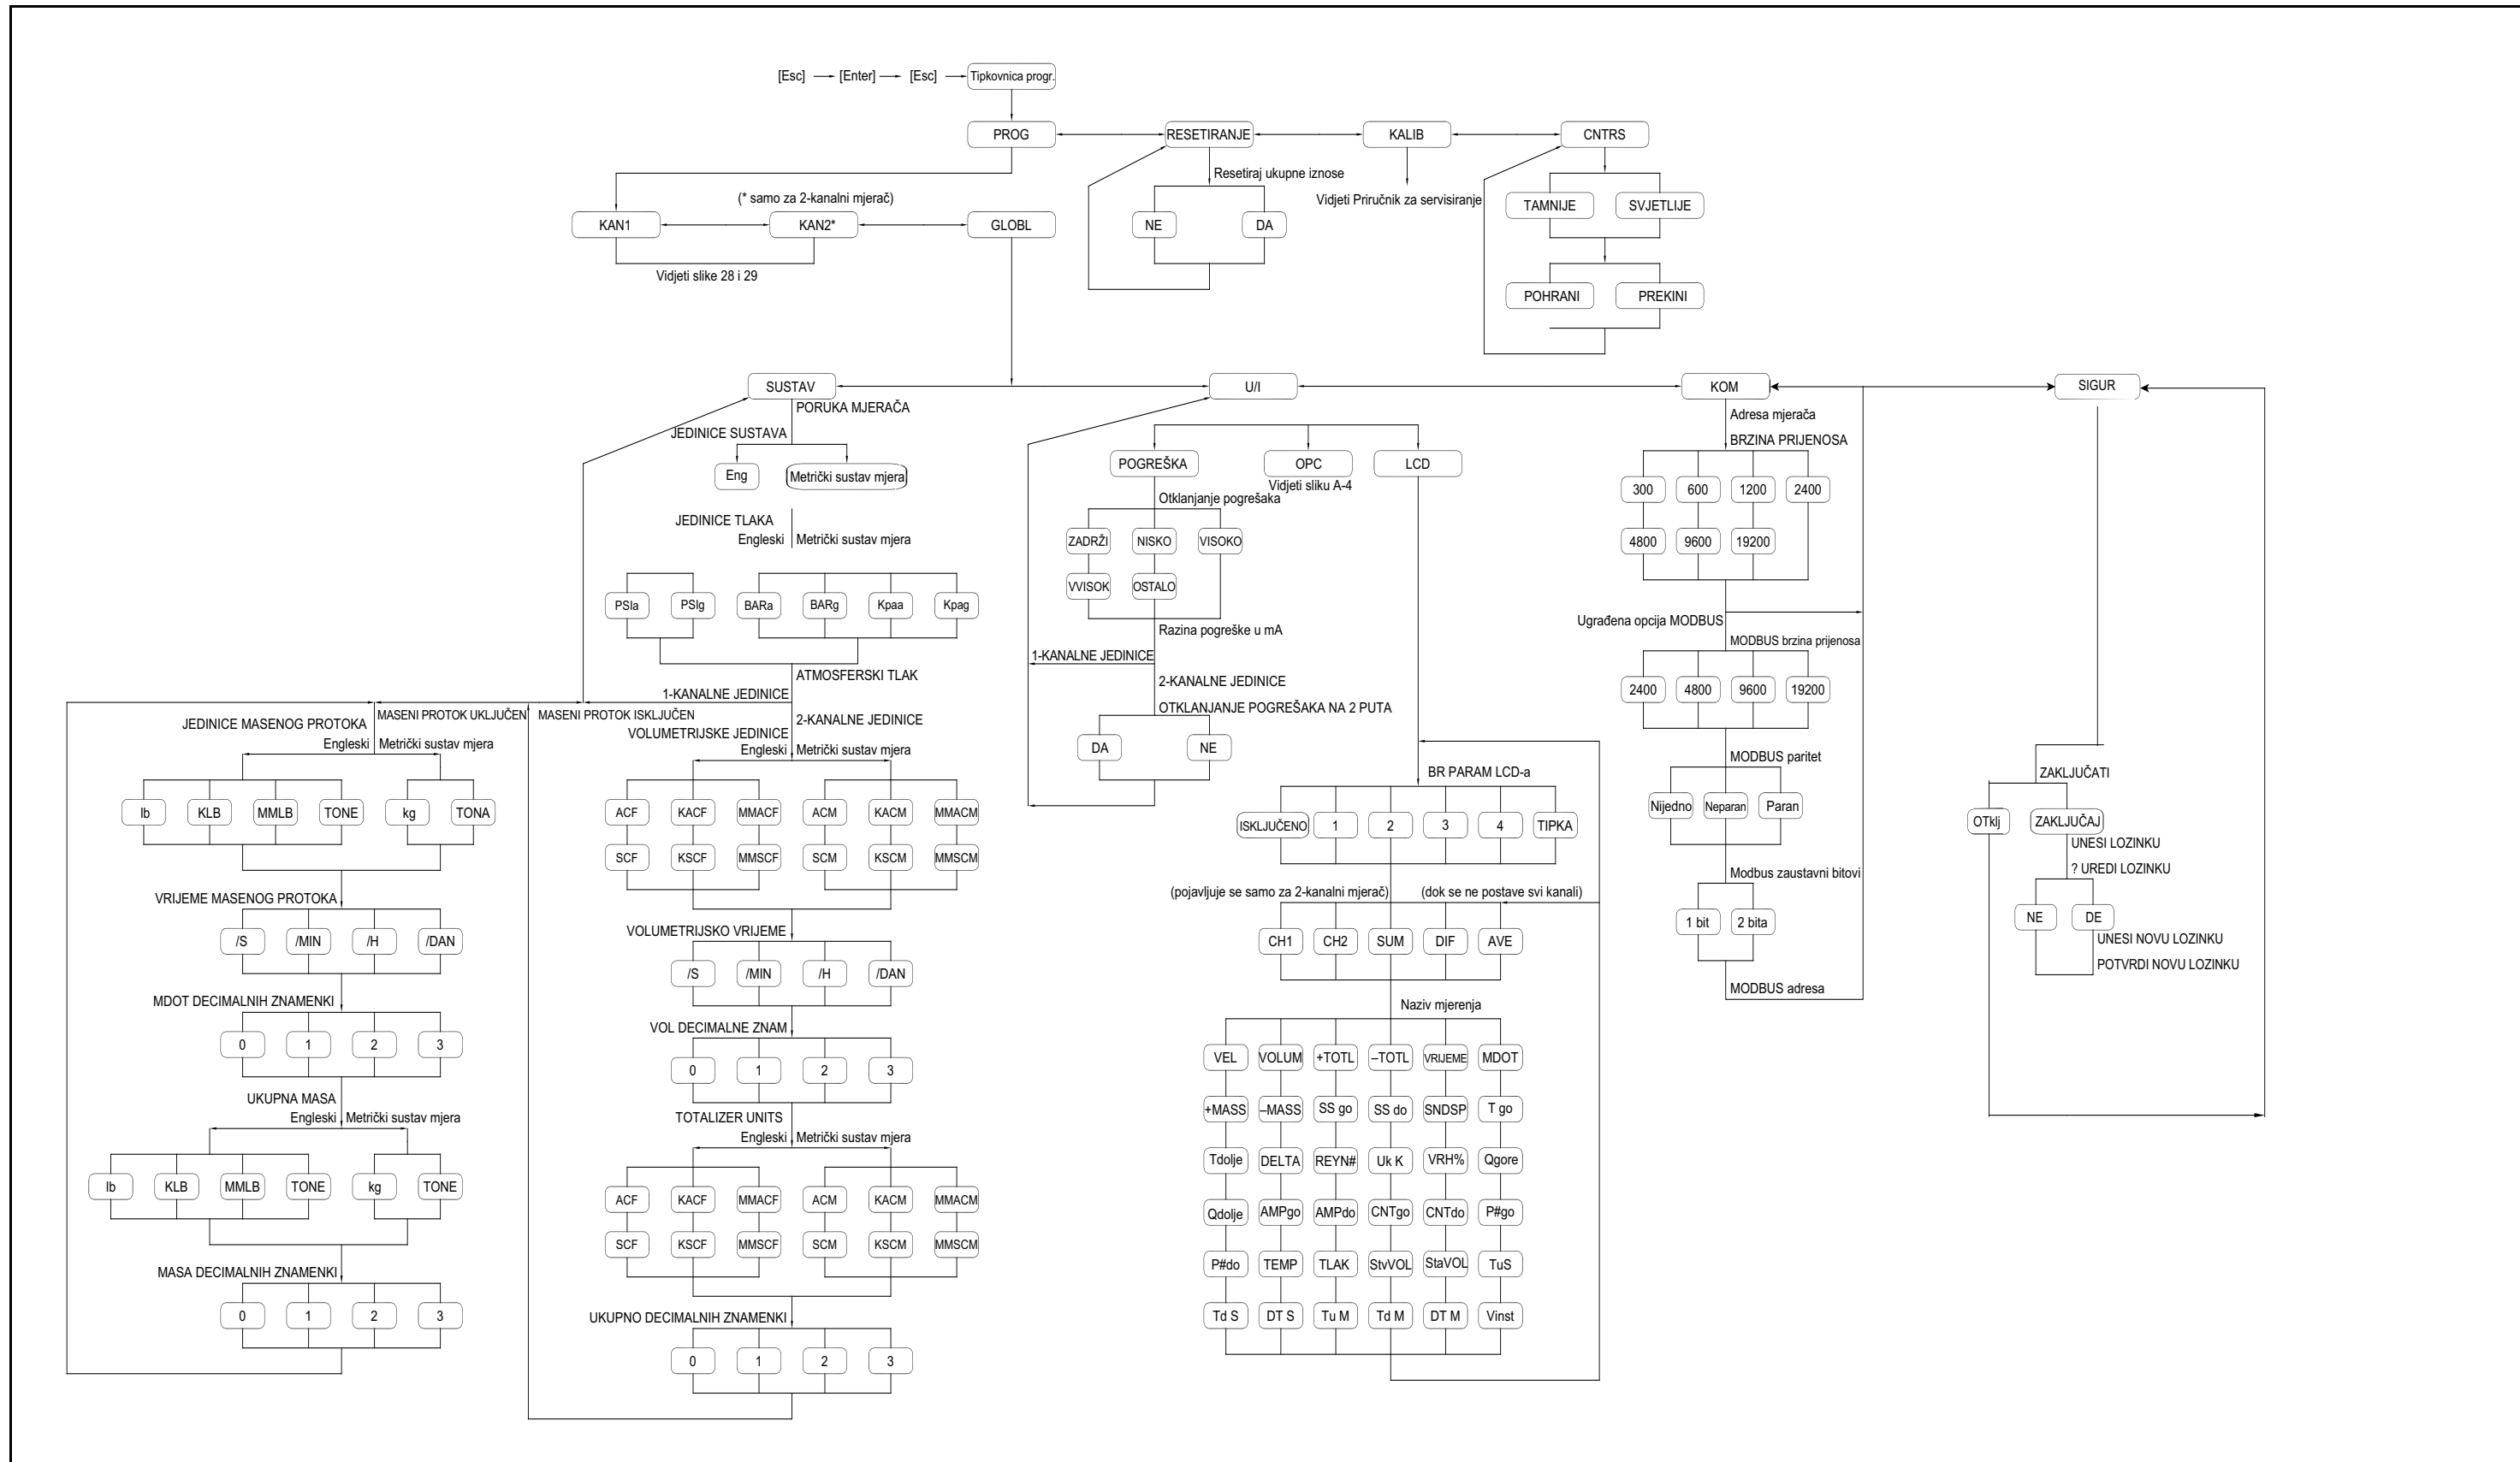 [Esc] [Enter] [Esc] Tipkovnica progr.
PROG RESETIRANJE KALIB CNTRS
Resetiraj ukupne iznose
Vidjeti Priručnik za servisiranje
(* samo za 2-kanalni mjerač)
TAMNIJE SVJETLIJE
KAN1 KAN2* GLOBL
NE DA
Vidjeti slike 28 i 29
POHRANI PREKINI
SUSTAV U/I KOM SIGUR
PORUKA MJERAČA
JEDINICE SUSTAVA
Eng Metrički sustav mjera
JEDINICE TLAKA
Engleski Metrički sustav mjera
PSIa PSIg BARa BARg Kpaa Kpag
ATMOSFERSKI TLAK
1-KANALNE JEDINICE
MASENI PROTOK UKLJUČEN MASENI PROTOK ISKLJUČEN
2-KANALNE JEDINICE
JEDINICE MASENOG PROTOKA
Engleski Metrički sustav mjera
lb KLB MMLB TONE kg TONA
VRIJEME MASENOG PROTOKA
/S /MIN /H /DAN
MDOT DECIMALNIH ZNAMENKI
0 1 2 3
UKUPNA MASA
Engleski Metrički sustav mjera
lb KLB MMLB TONE kg TONE
MASA DECIMALNIH ZNAMENKI
0 1 2 3
VOLUMETRIJSKE JEDINICE
Engleski Metrički sustav mjera
ACF KACF MMACF ACM KACM MMACM
SCF KSCF MMSCF SCM KSCM MMSCM
VOLUMETRIJSKO VRIJEME
/S /MIN /H /DAN
VOL DECIMALNE ZNAM
0 1 2 3
TOTALIZER UNITS
Engleski Metrički sustav mjera
ACF KACF MMACF ACM KACM MMACM
SCF KSCF MMSCF SCM KSCM MMSCM
UKUPNO DECIMALNIH ZNAMENKI
0 1 2 3
POGREŠKA OPC LCD
Vidjeti sliku A-4
Otklanjanje pogrešaka
ZADRŽI NISKO VISOKO
VVISOK OSTALO
Razina pogreške u mA
1-KANALNE JEDINICE
2-KANALNE JEDINICE
OTKLANJANJE POGREŠAKA NA 2 PUTA
DA NE
BR PARAM LCD-a
ISKLJUČENO 1 2 3 4 TIPKA
(pojavljuje se samo za 2-kanalni mjerač) (dok se ne postave svi kanali)
CH1 CH2 SUM DIF AVE
Naziv mjerenja
VEL VOLUM +TOTL –TOTL VRIJEME MDOT
+MASS –MASS SS go SS do SNDSP T go
Tdolje DELTA REYN# Uk K VRH% Qgore
Qdolje AMPgo AMPdo CNTgo CNTdo P#go
P#do TEMP TLAK StvVOL StaVOL TuS
Td S DT S Tu M Td M DT M Vinst
Adresa mjerača
BRZINA PRIJENOSA
300 600 1200 2400
4800 9600 19200
Ugrađena opcija MODBUS
MODBUS brzina prijenosa
2400 4800 9600 19200
MODBUS paritet
Nijedno Neparan Paran
Modbus zaustavni bitovi
1 bit 2 bita
MODBUS adresa
ZAKLJUČATI
OTklj ZAKLJUČAJ
UNESI LOZINKU
? UREDI LOZINKU
NE DE
UNESI NOVU LOZINKU
POTVRDI NOVU LOZINKU